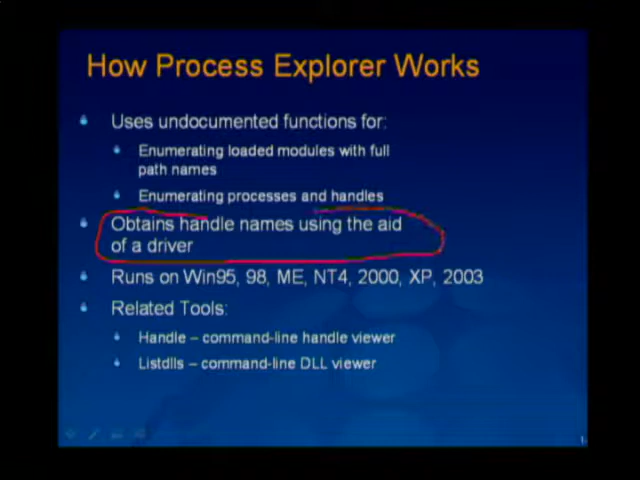 How Process Explorer Works
Uses undocumented functions for:
Enumerating loaded modules with full
path names
Enumerating processes and handles
Obtains handle names using the aid
of a driver
Runs on Win95, 98, ME, NT4, 2000, XP, 2003
Related Tools:
Handle – command-line handle viewer
Listdlls – command-line DLL viewer